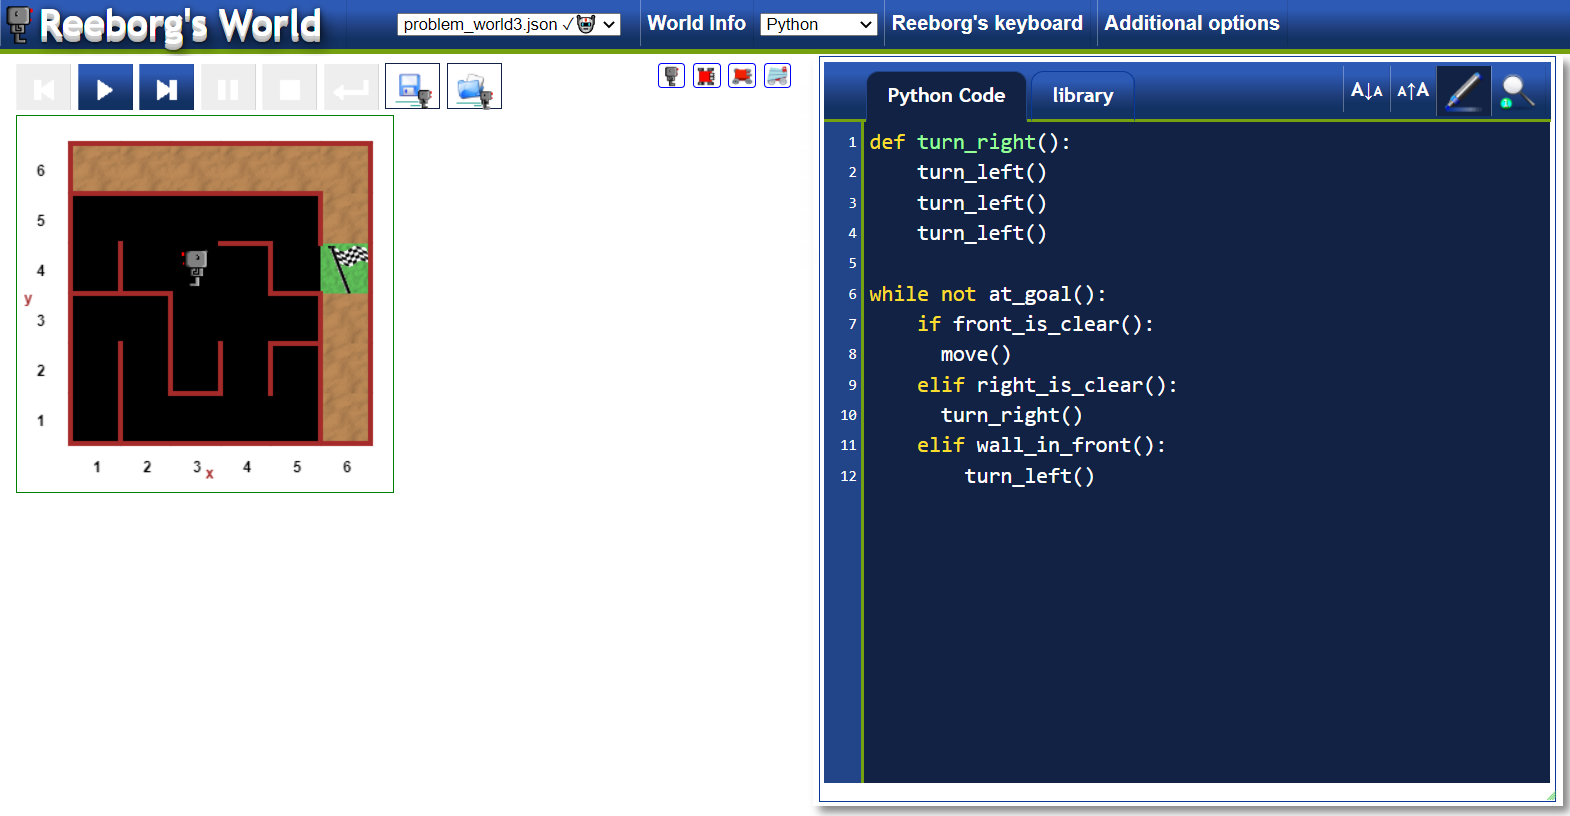 Reeborg's World
problem_world3.json ✓
World Info
Python
Reeborg's keyboard
Additional options
Python Code
library
A↓A
A↑A
6
5
4
y
3
2
1
1 2 3 x 4 5 6
1 def turn_right():
2     turn_left()
3     turn_left()
4     turn_left()
5
6 while not at_goal():
7     if front_is_clear():
8       move()
9     elif right_is_clear():
10       turn_right()
11     elif wall_in_front():
12         turn_left()